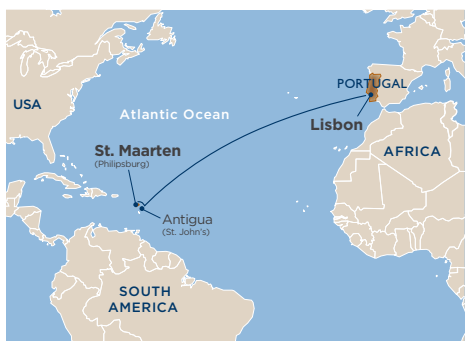 PORTUGAL
USA
Atlantic Ocean
Lisbon
St. Maarten
(Philipsburg)
AFRICA
Antigua
(St. John's)
SOUTH
AMERICA